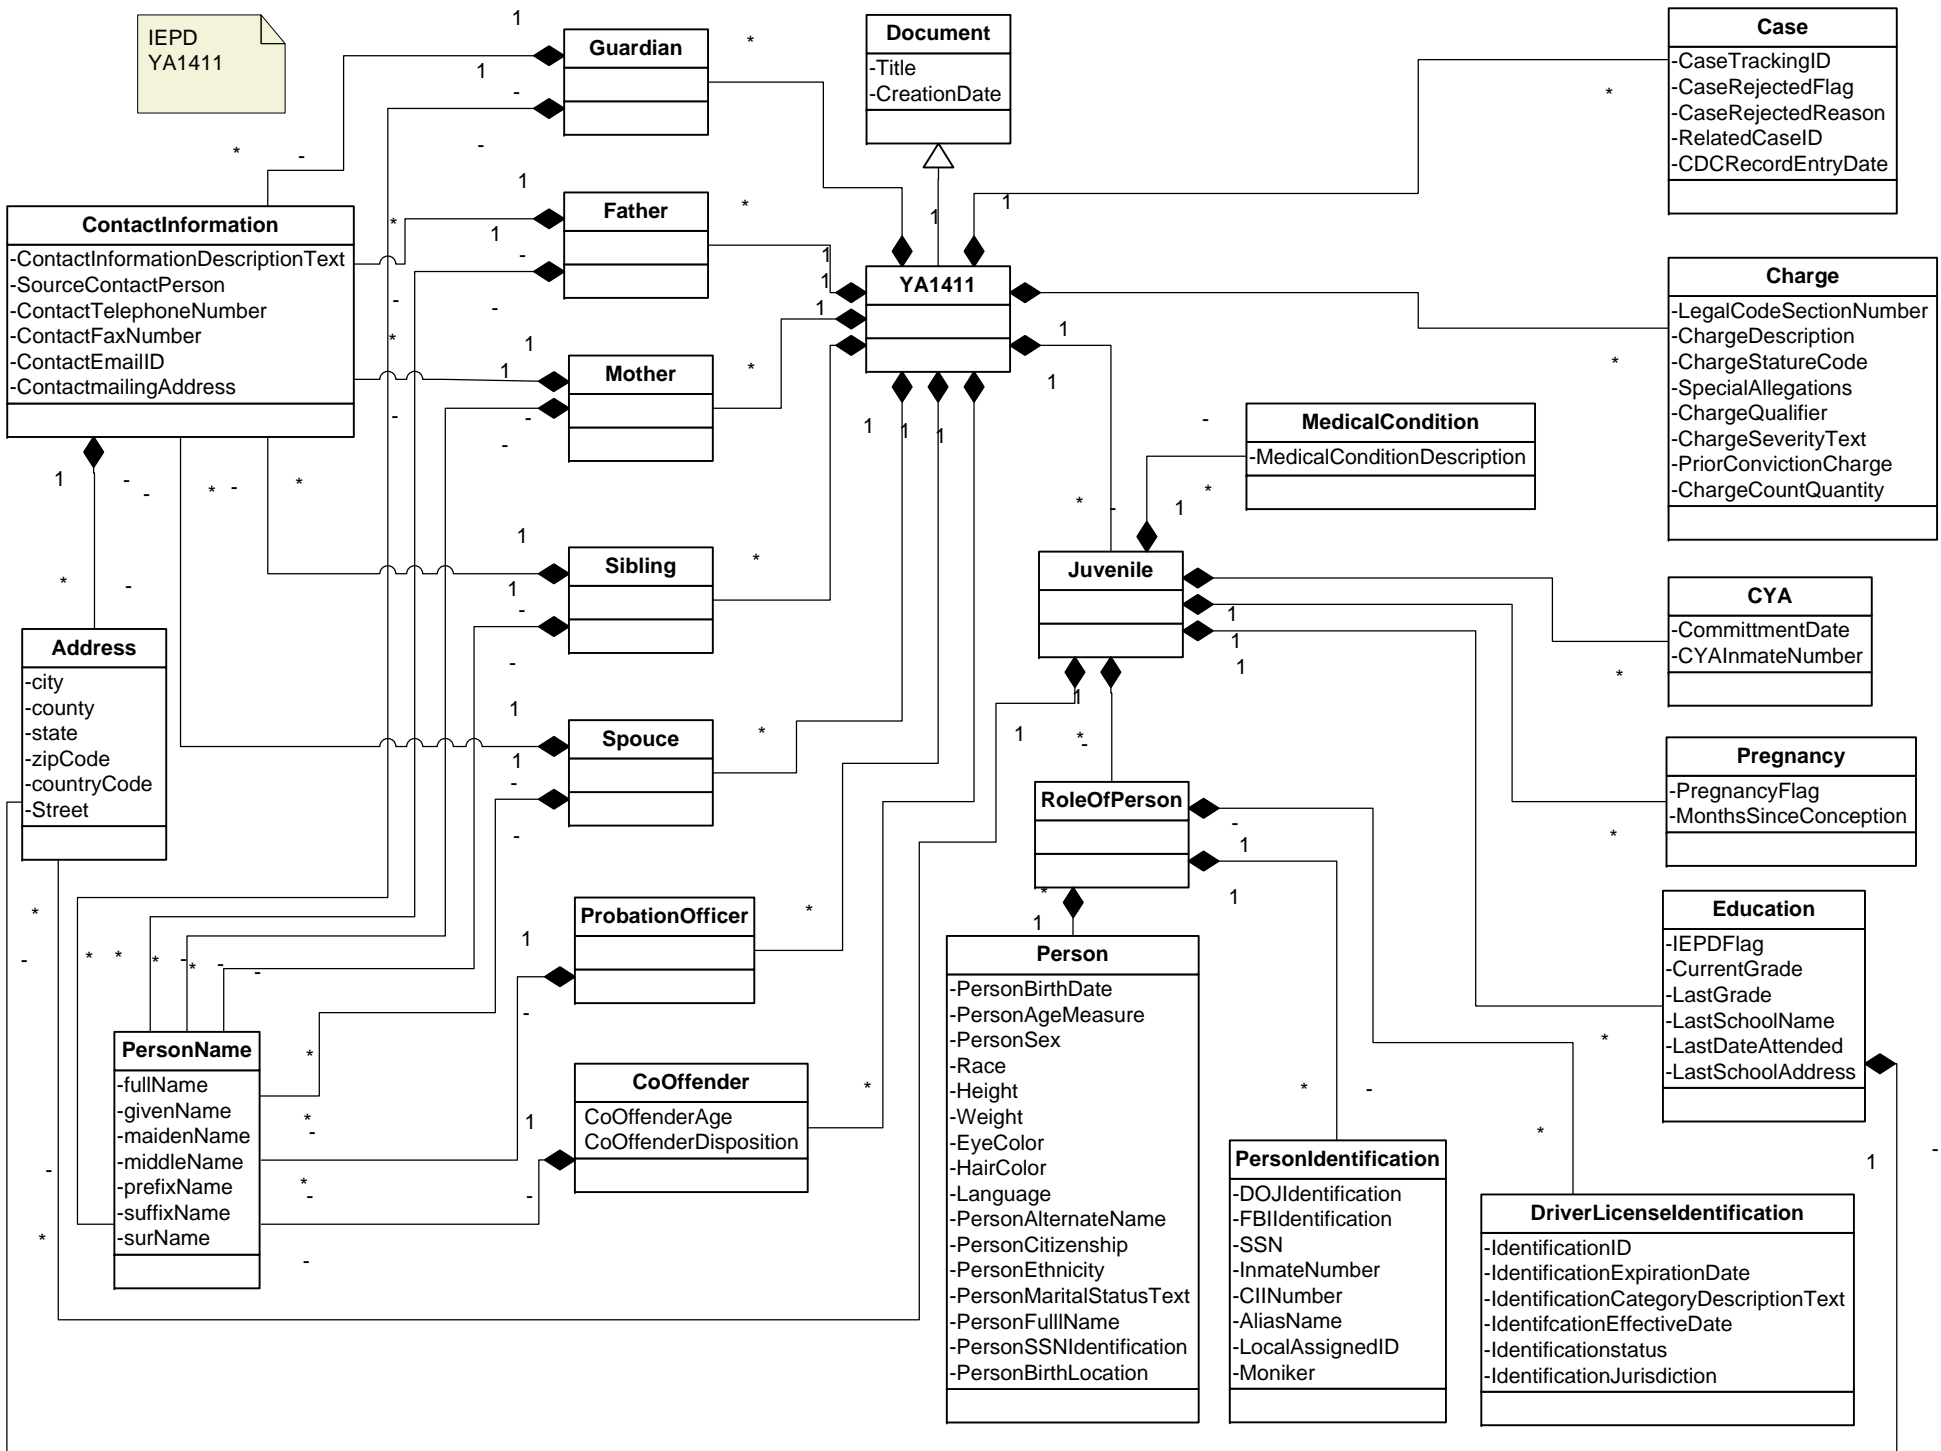 IEPD
YA1411
Guardian
Document
-Title
-CreationDate
Case
-CaseTrackingID
-CaseRejectedFlag
-CaseRejectedReason
-RelatedCaseID
-CDCRecordEntryDate
ContactInformation
-ContactInformationDescriptionText
-SourceContactPerson
-ContactTelephoneNumber
-ContactFaxNumber
-ContactEmailID
-ContactmailingAddress
Father
YA1411
Charge
-LegalCodeSectionNumber
-ChargeDescription
-ChargeStatureCode
-SpecialAllegations
-ChargeQualifier
-ChargeSeverityText
-PriorConvictionCharge
-ChargeCountQuantity
Mother
MedicalCondition
-MedicalConditionDescription
Sibling
Juvenile
CYA
-CommittmentDate
-CYAInmateNumber
Address
-city
-county
-state
-zipCode
-countryCode
-Street
Spouce
RoleOfPerson
Pregnancy
-PregnancyFlag
-MonthsSinceConception
ProbationOfficer
Education
-IEPDFlag
-CurrentGrade
-LastGrade
-LastSchoolName
-LastDateAttended
-LastSchoolAddress
PersonName
-fullName
-givenName
-maidenName
-middleName
-prefixName
-suffixName
-surName
CoOffender
CoOffenderAge
CoOffenderDisposition
Person
-PersonBirthDate
-PersonAgeMeasure
-PersonSex
-Race
-Height
-Weight
-EyeColor
-HairColor
-Language
-PersonAlternateName
-PersonCitizenship
-PersonEthnicity
-PersonMaritalStatusText
-PersonFulllName
-PersonSSNIdentification
-PersonBirthLocation
PersonIdentification
-DOJIdentification
-FBIIdentification
-SSN
-InmateNumber
-CIINumber
-AliasName
-LocalAssignedID
-Moniker
DriverLicenseIdentification
-IdentificationID
-IdentificationExpirationDate
-IdentificationCategoryDescriptionText
-IdentifcationEffectiveDate
-Identificationstatus
-IdentificationJurisdiction